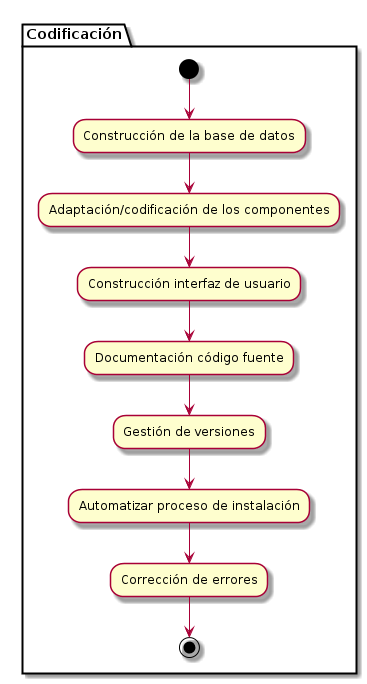 Codificación
Construcción de la base de datos
Adaptación/codificación de los componentes
Construcción interfaz de usuario
Documentación código fuente
Gestión de versiones
Automatizar proceso de instalación
Corrección de errores